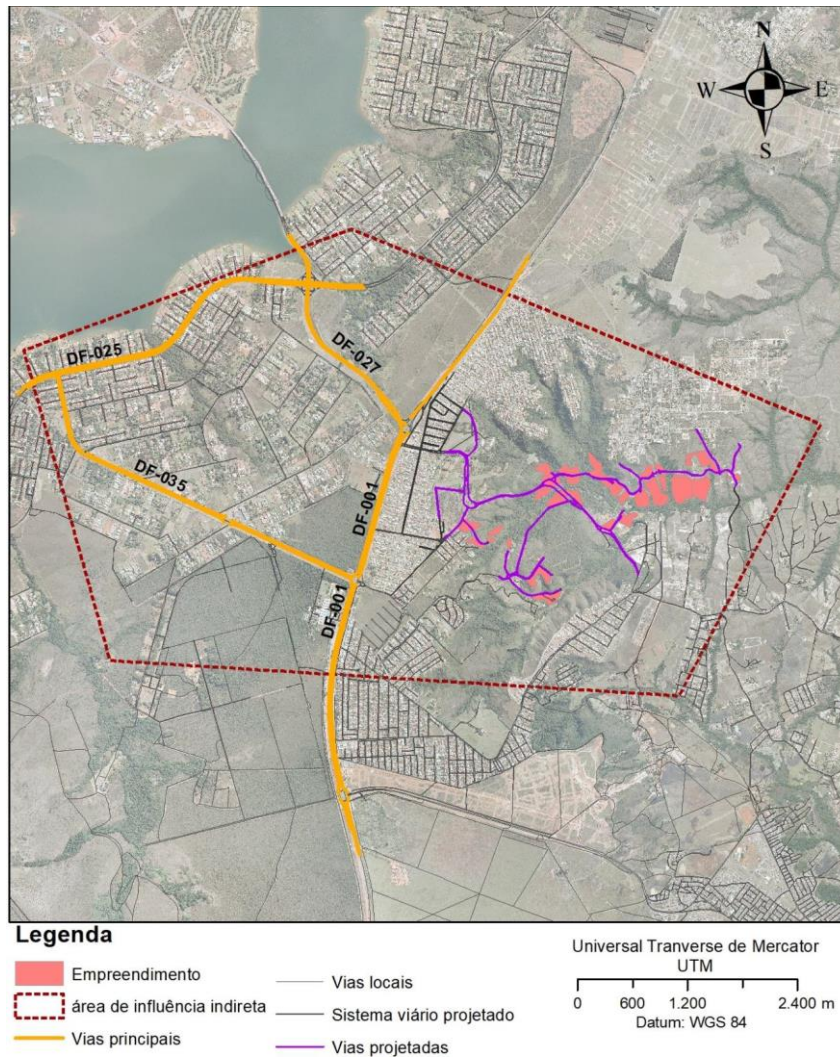 N
W E
S
DF-025
DF-027
DF-035
DF-001
DF-001
Legenda
Empreendimento
área de influência indireta
Vias principais
Vias locais
Sistema viário projetado
Vias projetadas
Universal Tranverse de Mercator
UTM
0 600 1.200 2.400 m
Datum: WGS 84